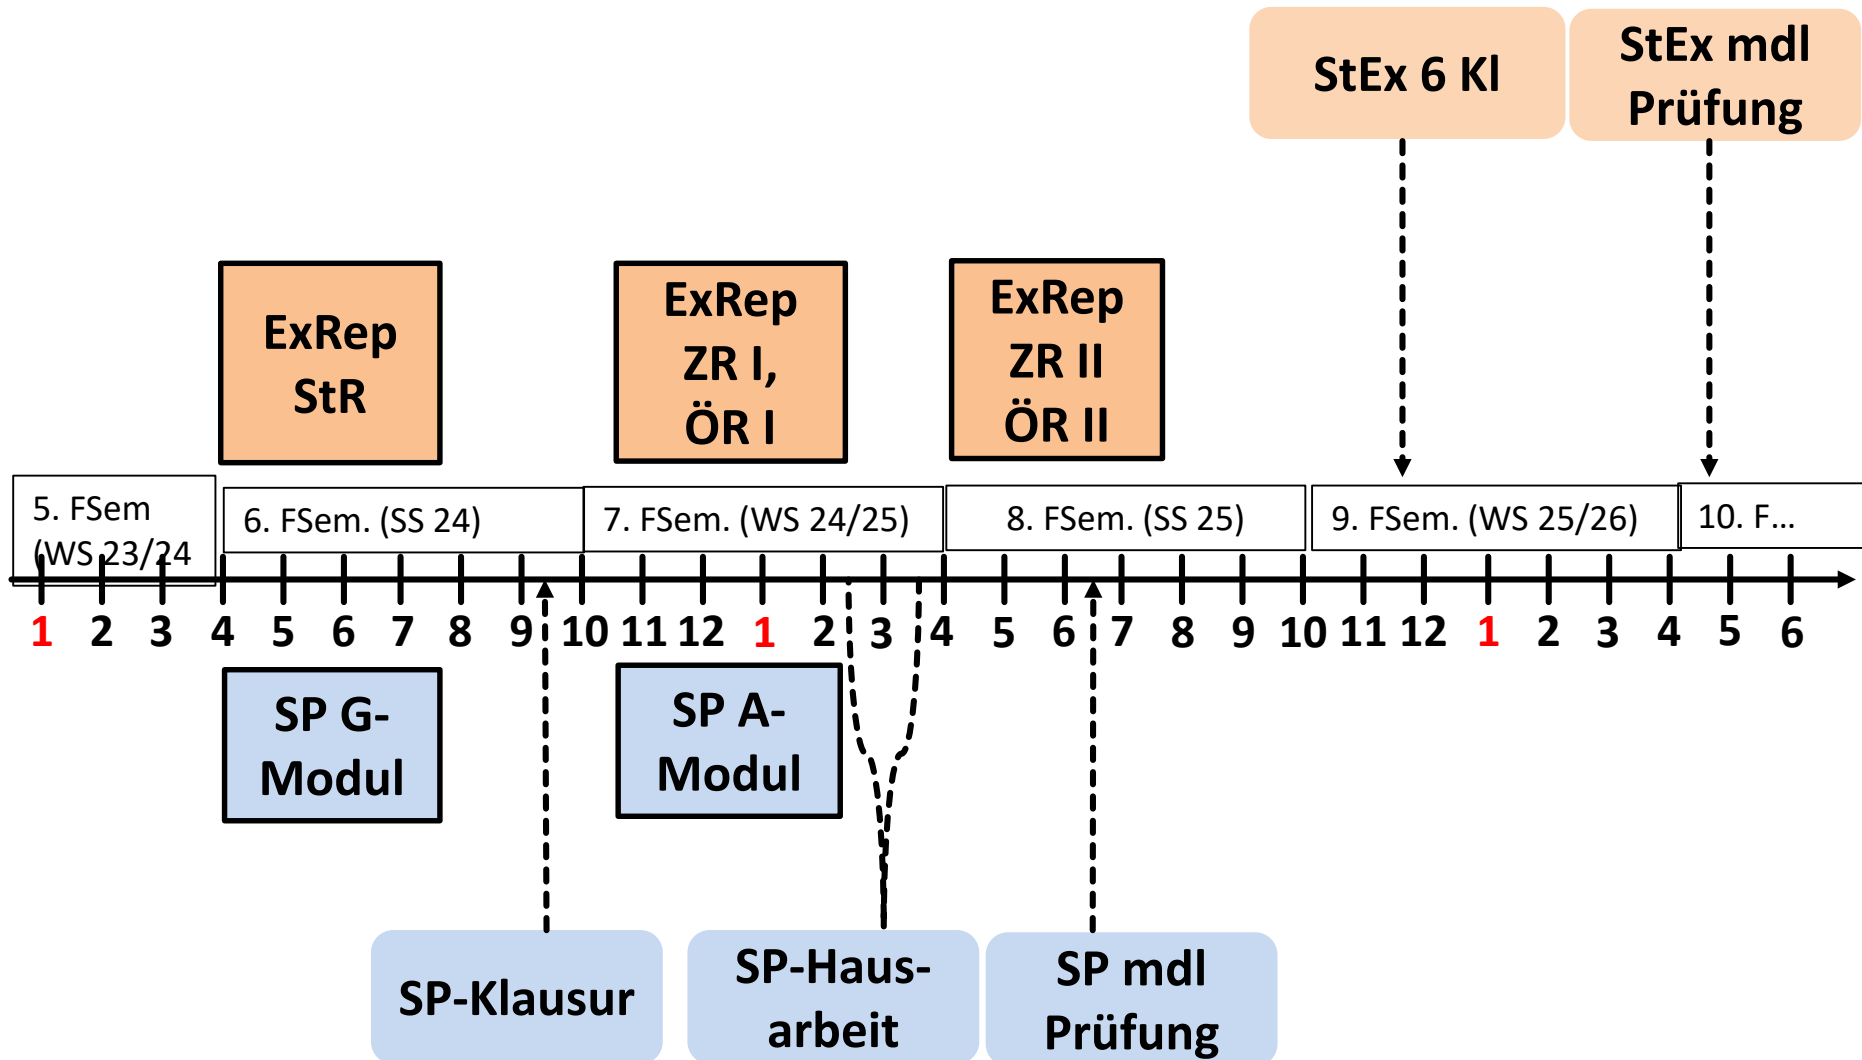 StEx 6 Kl
StEx mdl
Prüfung
ExRep
StR
ExRep
ZR I,
ÖR I
ExRep
ZR II
ÖR II
5. FSem
(WS 23/24
6. FSem. (SS 24)
7. FSem. (WS 24/25)
8. FSem. (SS 25)
9. FSem. (WS 25/26)
10. F...
1 2 3 4 5 6 7 8 9 10 11 12 1 2 3 4 5 6 7 8 9 10 11 12 1 2 3 4 5 6
SP G-
Modul
SP A-
Modul
SP-Klausur
SP-Haus-
arbeit
SP mdl
Prüfung